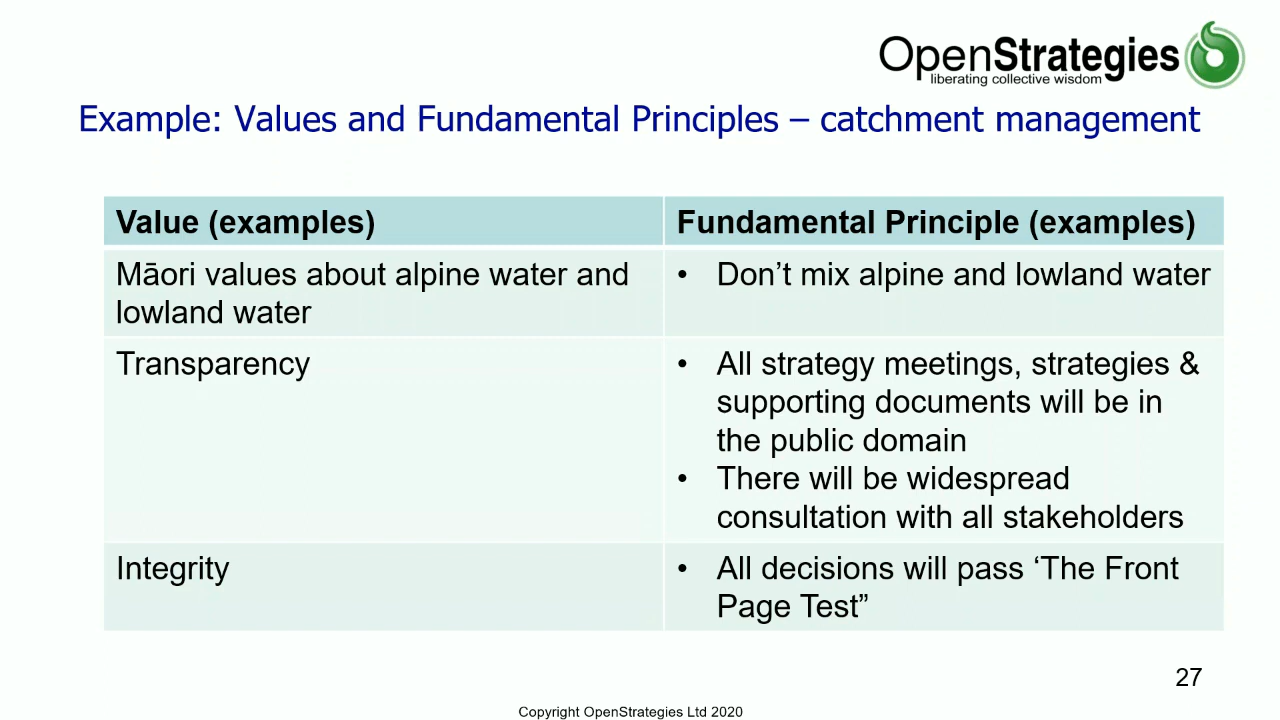 OpenStrategies
liberating collective wisdom
Example: Values and Fundamental Principles – catchment management
Value (examples)
Fundamental Principle (examples)
Māori values about alpine water and
lowland water
• Don’t mix alpine and lowland water
Transparency
• All strategy meetings, strategies &
supporting documents will be in
the public domain
• There will be widespread
consultation with all stakeholders
Integrity
• All decisions will pass ‘The Front
Page Test”
27
Copyright OpenStrategies Ltd 2020